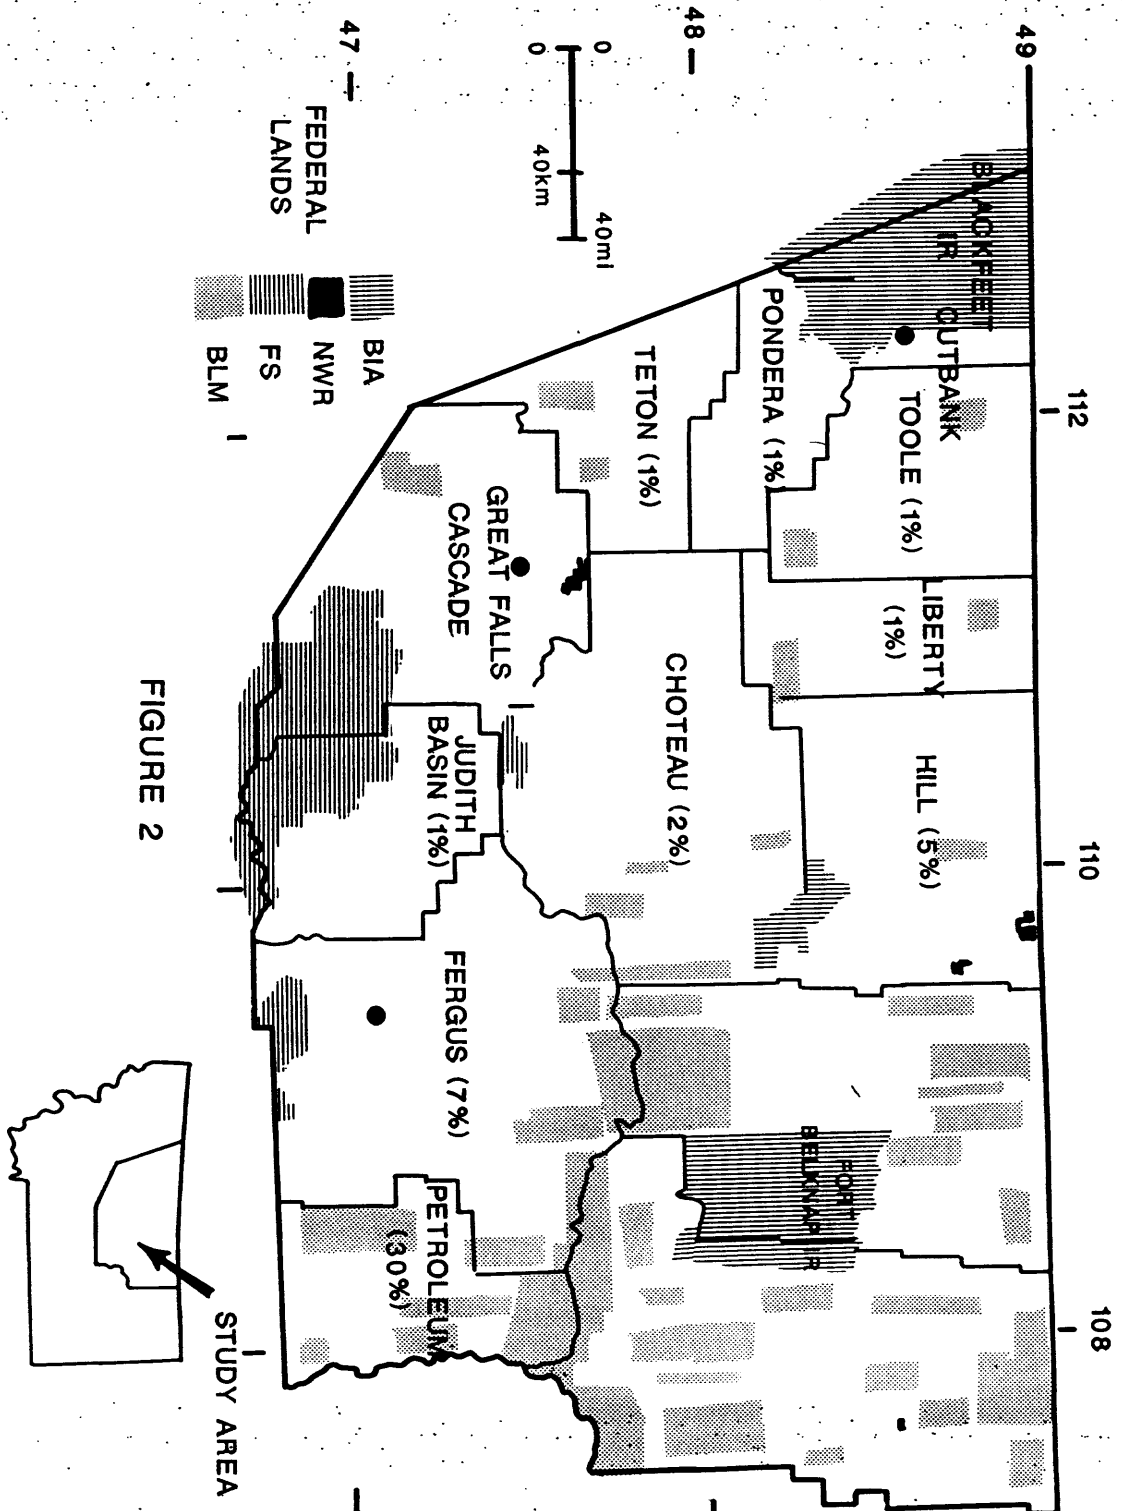 49
48
47
112
110
108
0
40mi
0
40km
FEDERAL
LANDS
BIA
NWR
FS
BLM
BLACKFEET
IR
CUTBANK
TOOLE (1%)
LIBERTY
(1%)
HILL (5%)
PONDERA (1%)
TETON (1%)
CHOTEAU (2%)
GREAT FALLS
CASCADE
JUDITH
BASIN (1%)
FERGUS (7%)
PETROLEUM
(30%)
FORT
BELKNAP IR
STUDY AREA
FIGURE 2